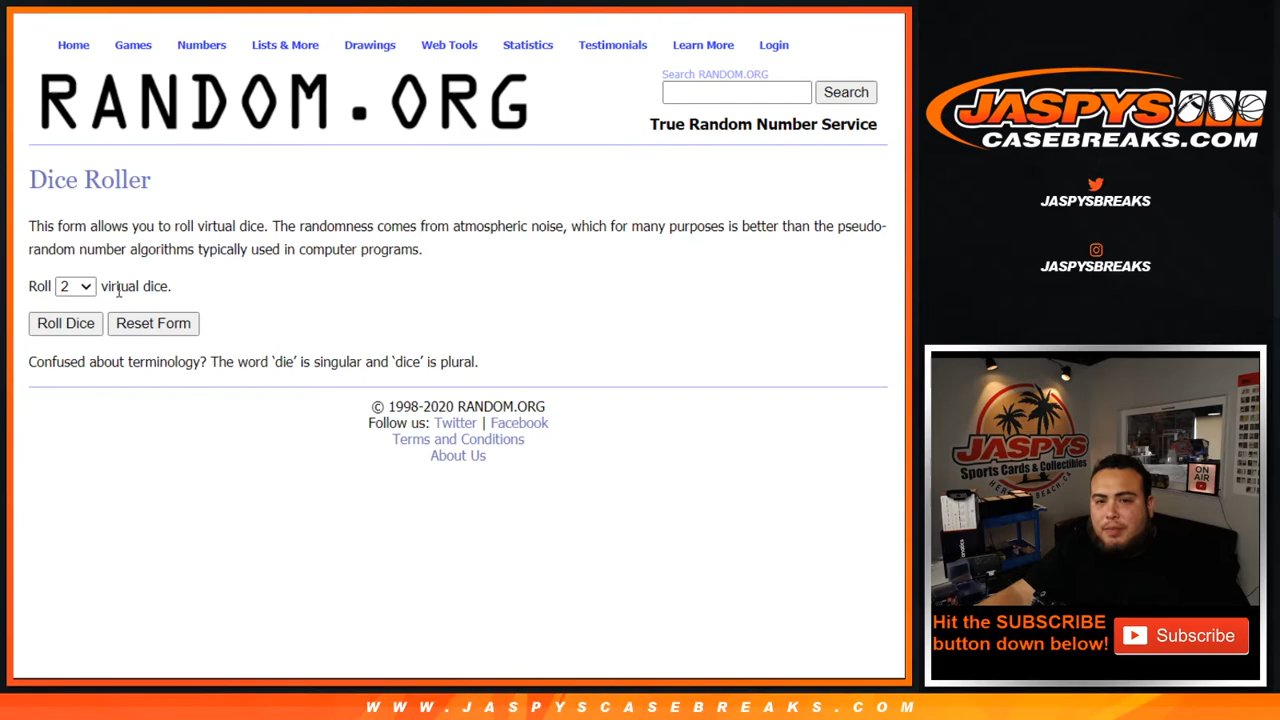 Home Games Numbers Lists & More Drawings Web Tools Statistics Testimonials Learn More Login
RANDOM.ORG
Search RANDOM.ORG
Search
True Random Number Service
Dice Roller
This form allows you to roll virtual dice. The randomness comes from atmospheric noise, which for many purposes is better than the pseudo-
random number algorithms typically used in computer programs.
Roll 2 virtual dice.
Roll Dice Reset Form
Confused about terminology? The word ‘die’ is singular and ‘dice’ is plural.
© 1998-2020 RANDOM.ORG
Follow us: Twitter | Facebook
Terms and Conditions
About Us
JASPYS
CASEBREAKS.COM
JASPYSBREAKS
JASPYSBREAKS
JASPYS
Sports Cards & Collectibles
ON
AIR
Hit the SUBSCRIBE
button down below!
Subscribe
WWW.JASPYSCASEBREAKS.COM